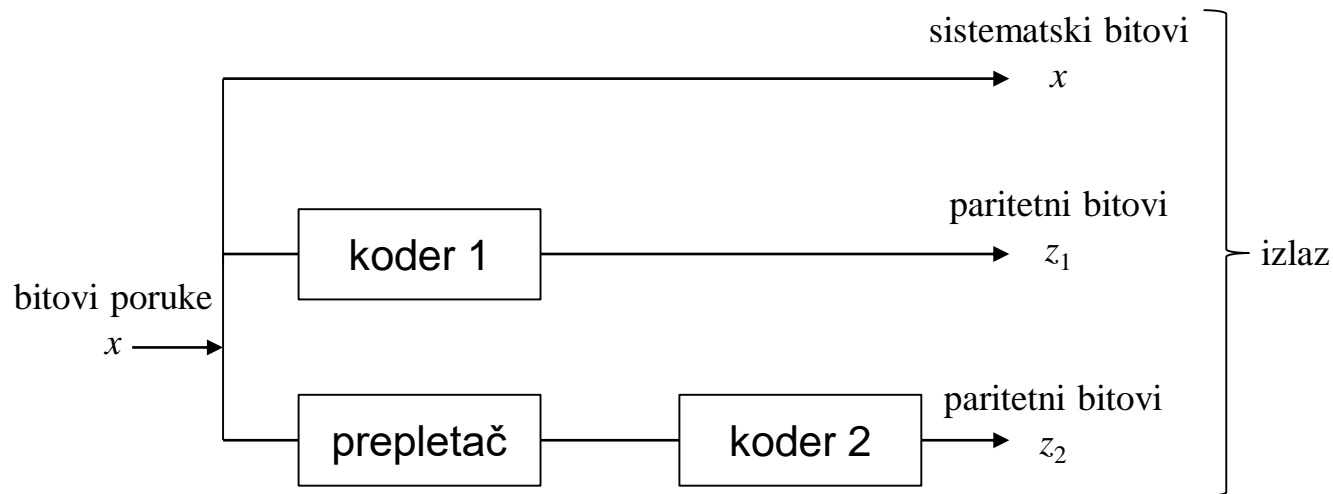 sistematski bitovi
x
paritetni bitovi
koder 1
z₁
izlaz
bitovi poruke
x
paritetni bitovi
prepletač
koder 2
z₂